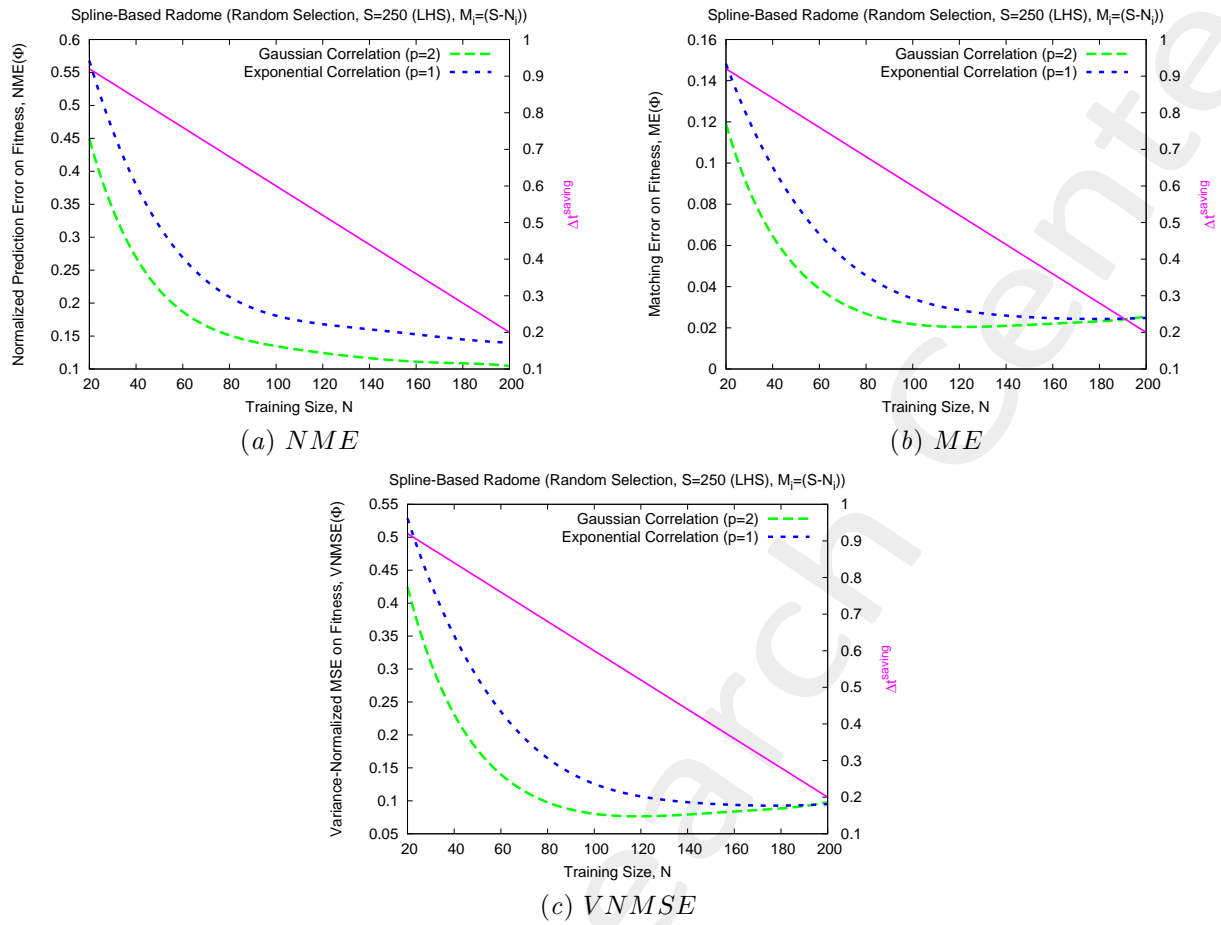 Spline-Based Radome (Random Selection, S=250 (LHS), Mi=(S-Ni))
Normalized Prediction Error on Fitness, NME(Φ)
0.6
0.55
0.5
0.45
0.4
0.35
0.3
0.25
0.2
0.15
0.1
Gaussian Correlation (p=2)
Exponential Correlation (p=1)
1
0.9
0.8
0.7
0.6
0.5
0.4
0.3
0.2
0.1
Δt^saving
20 40 60 80 100 120 140 160 180 200
Training Size, N
(a) NME
Spline-Based Radome (Random Selection, S=250 (LHS), Mi=(S-Ni))
Matching Error on Fitness, ME(Φ)
0.16
0.14
0.12
0.1
0.08
0.06
0.04
0.02
0
Gaussian Correlation (p=2)
Exponential Correlation (p=1)
1
0.9
0.8
0.7
0.6
0.5
0.4
0.3
0.2
0.1
Δt^saving
20 40 60 80 100 120 140 160 180 200
Training Size, N
(b) ME
Spline-Based Radome (Random Selection, S=250 (LHS), Mi=(S-Ni))
Variance-Normalized MSE on Fitness, VNMSE(Φ)
0.55
0.5
0.45
0.4
0.35
0.3
0.25
0.2
0.15
0.1
0.05
Gaussian Correlation (p=2)
Exponential Correlation (p=1)
1
0.9
0.8
0.7
0.6
0.5
0.4
0.3
0.2
0.1
Δt^saving
20 40 60 80 100 120 140 160 180 200
Training Size, N
(c) VNMSE